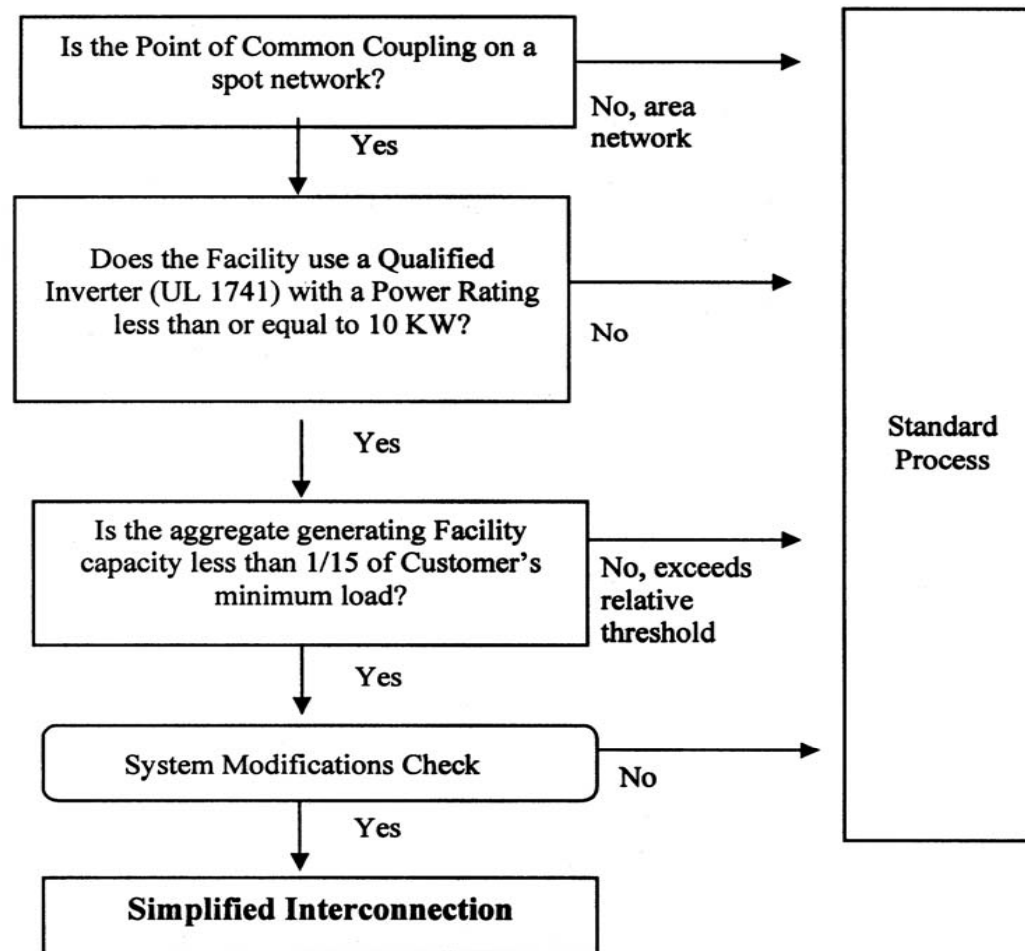 Is the Point of Common Coupling on a
spot network?
No, area
network
Yes
Does the Facility use a Qualified
Inverter (UL 1741) with a Power Rating
less than or equal to 10 KW?
No
Yes
Standard
Process
Is the aggregate generating Facility
capacity less than 1/15 of Customer's
minimum load?
No, exceeds
relative
threshold
Yes
System Modifications Check
No
Yes
Simplified Interconnection